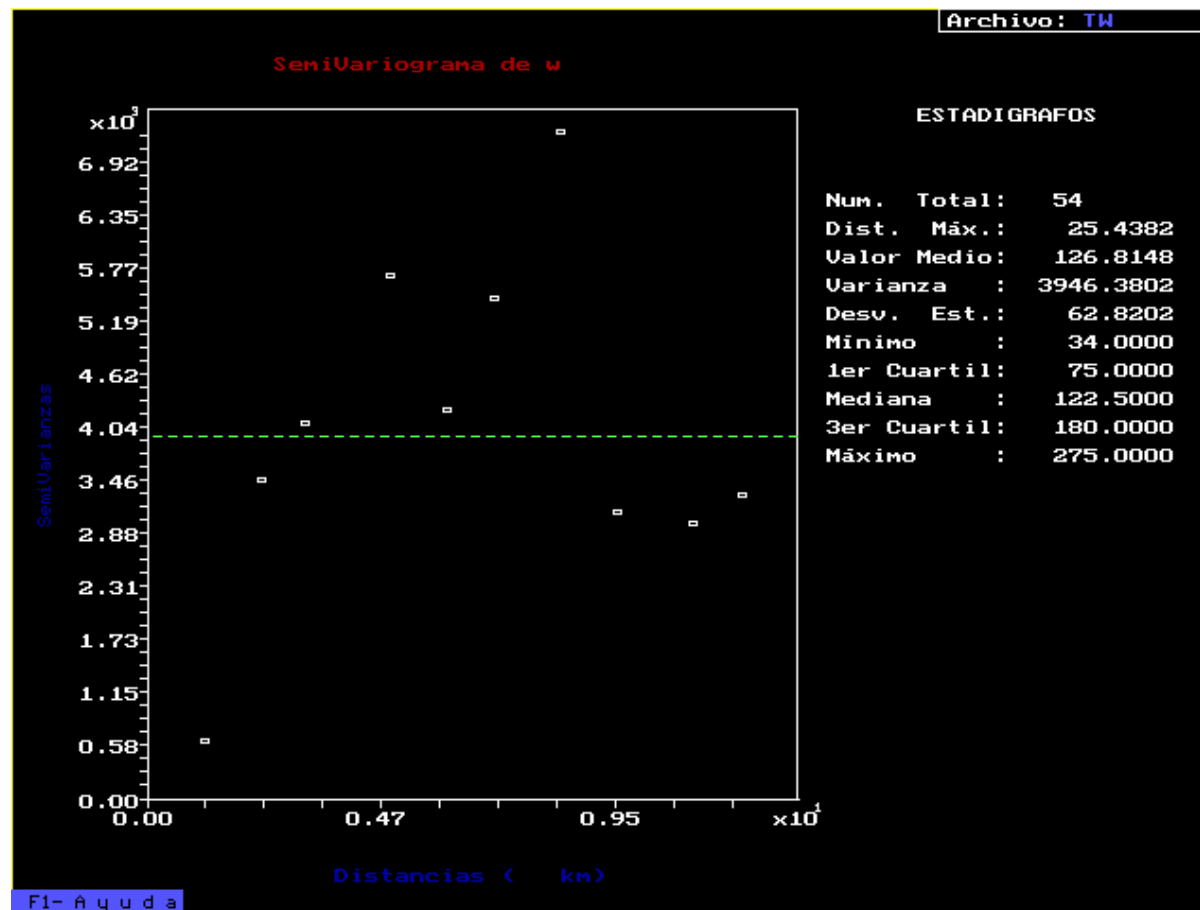 Archivo: TW
SemiVariograma de w
x10³
6.92
6.35
5.77
5.19
4.62
4.04
3.46
2.88
2.31
1.73
1.15
0.58
0.00
SemiVarianzas
0.00 0.47 0.95 x10¹
Distancias ( km)
ESTADIGRAFOS
Num. Total: 54
Dist. Máx.: 25.4382
Valor Medio: 126.8148
Varianza : 3946.3802
Desv. Est.: 62.8202
Mínimo : 34.0000
1er Cuartil: 75.0000
Mediana : 122.5000
3er Cuartil: 180.0000
Máximo : 275.0000
F1- A y u d a